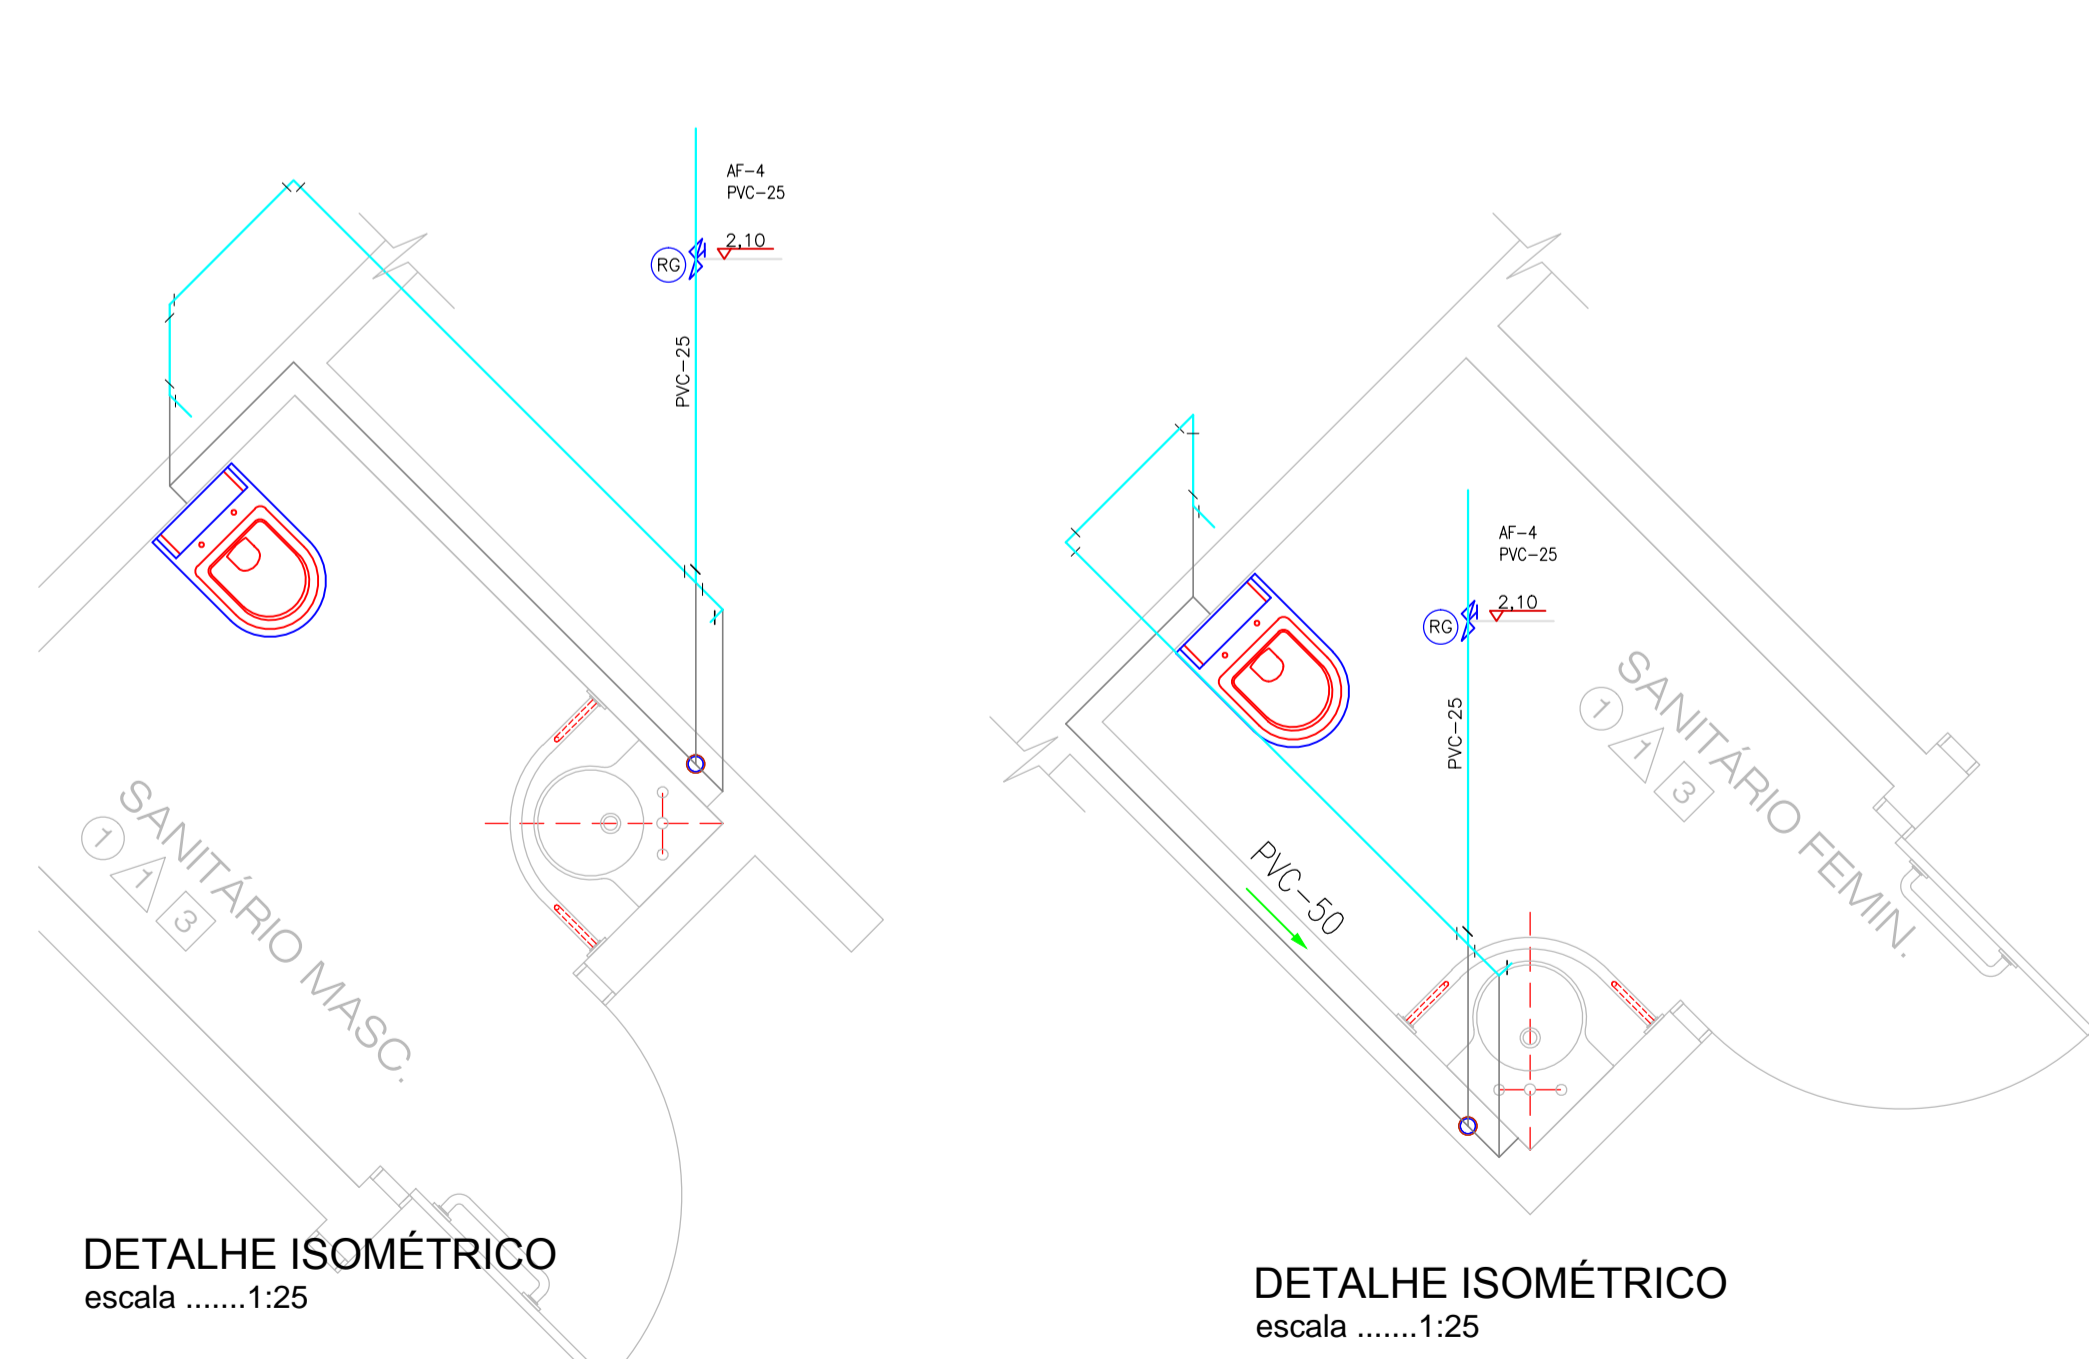 AF-4
PVC-25
2,10
RG
PVC-25
SANITÁRIO MASC.
1
1
3
DETALHE ISOMÉTRICO
escala .......1:25
AF-4
PVC-25
2,10
RG
PVC-25
SANITÁRIO FEMIN.
1
1
3
PVC-50
DETALHE ISOMÉTRICO
escala .......1:25